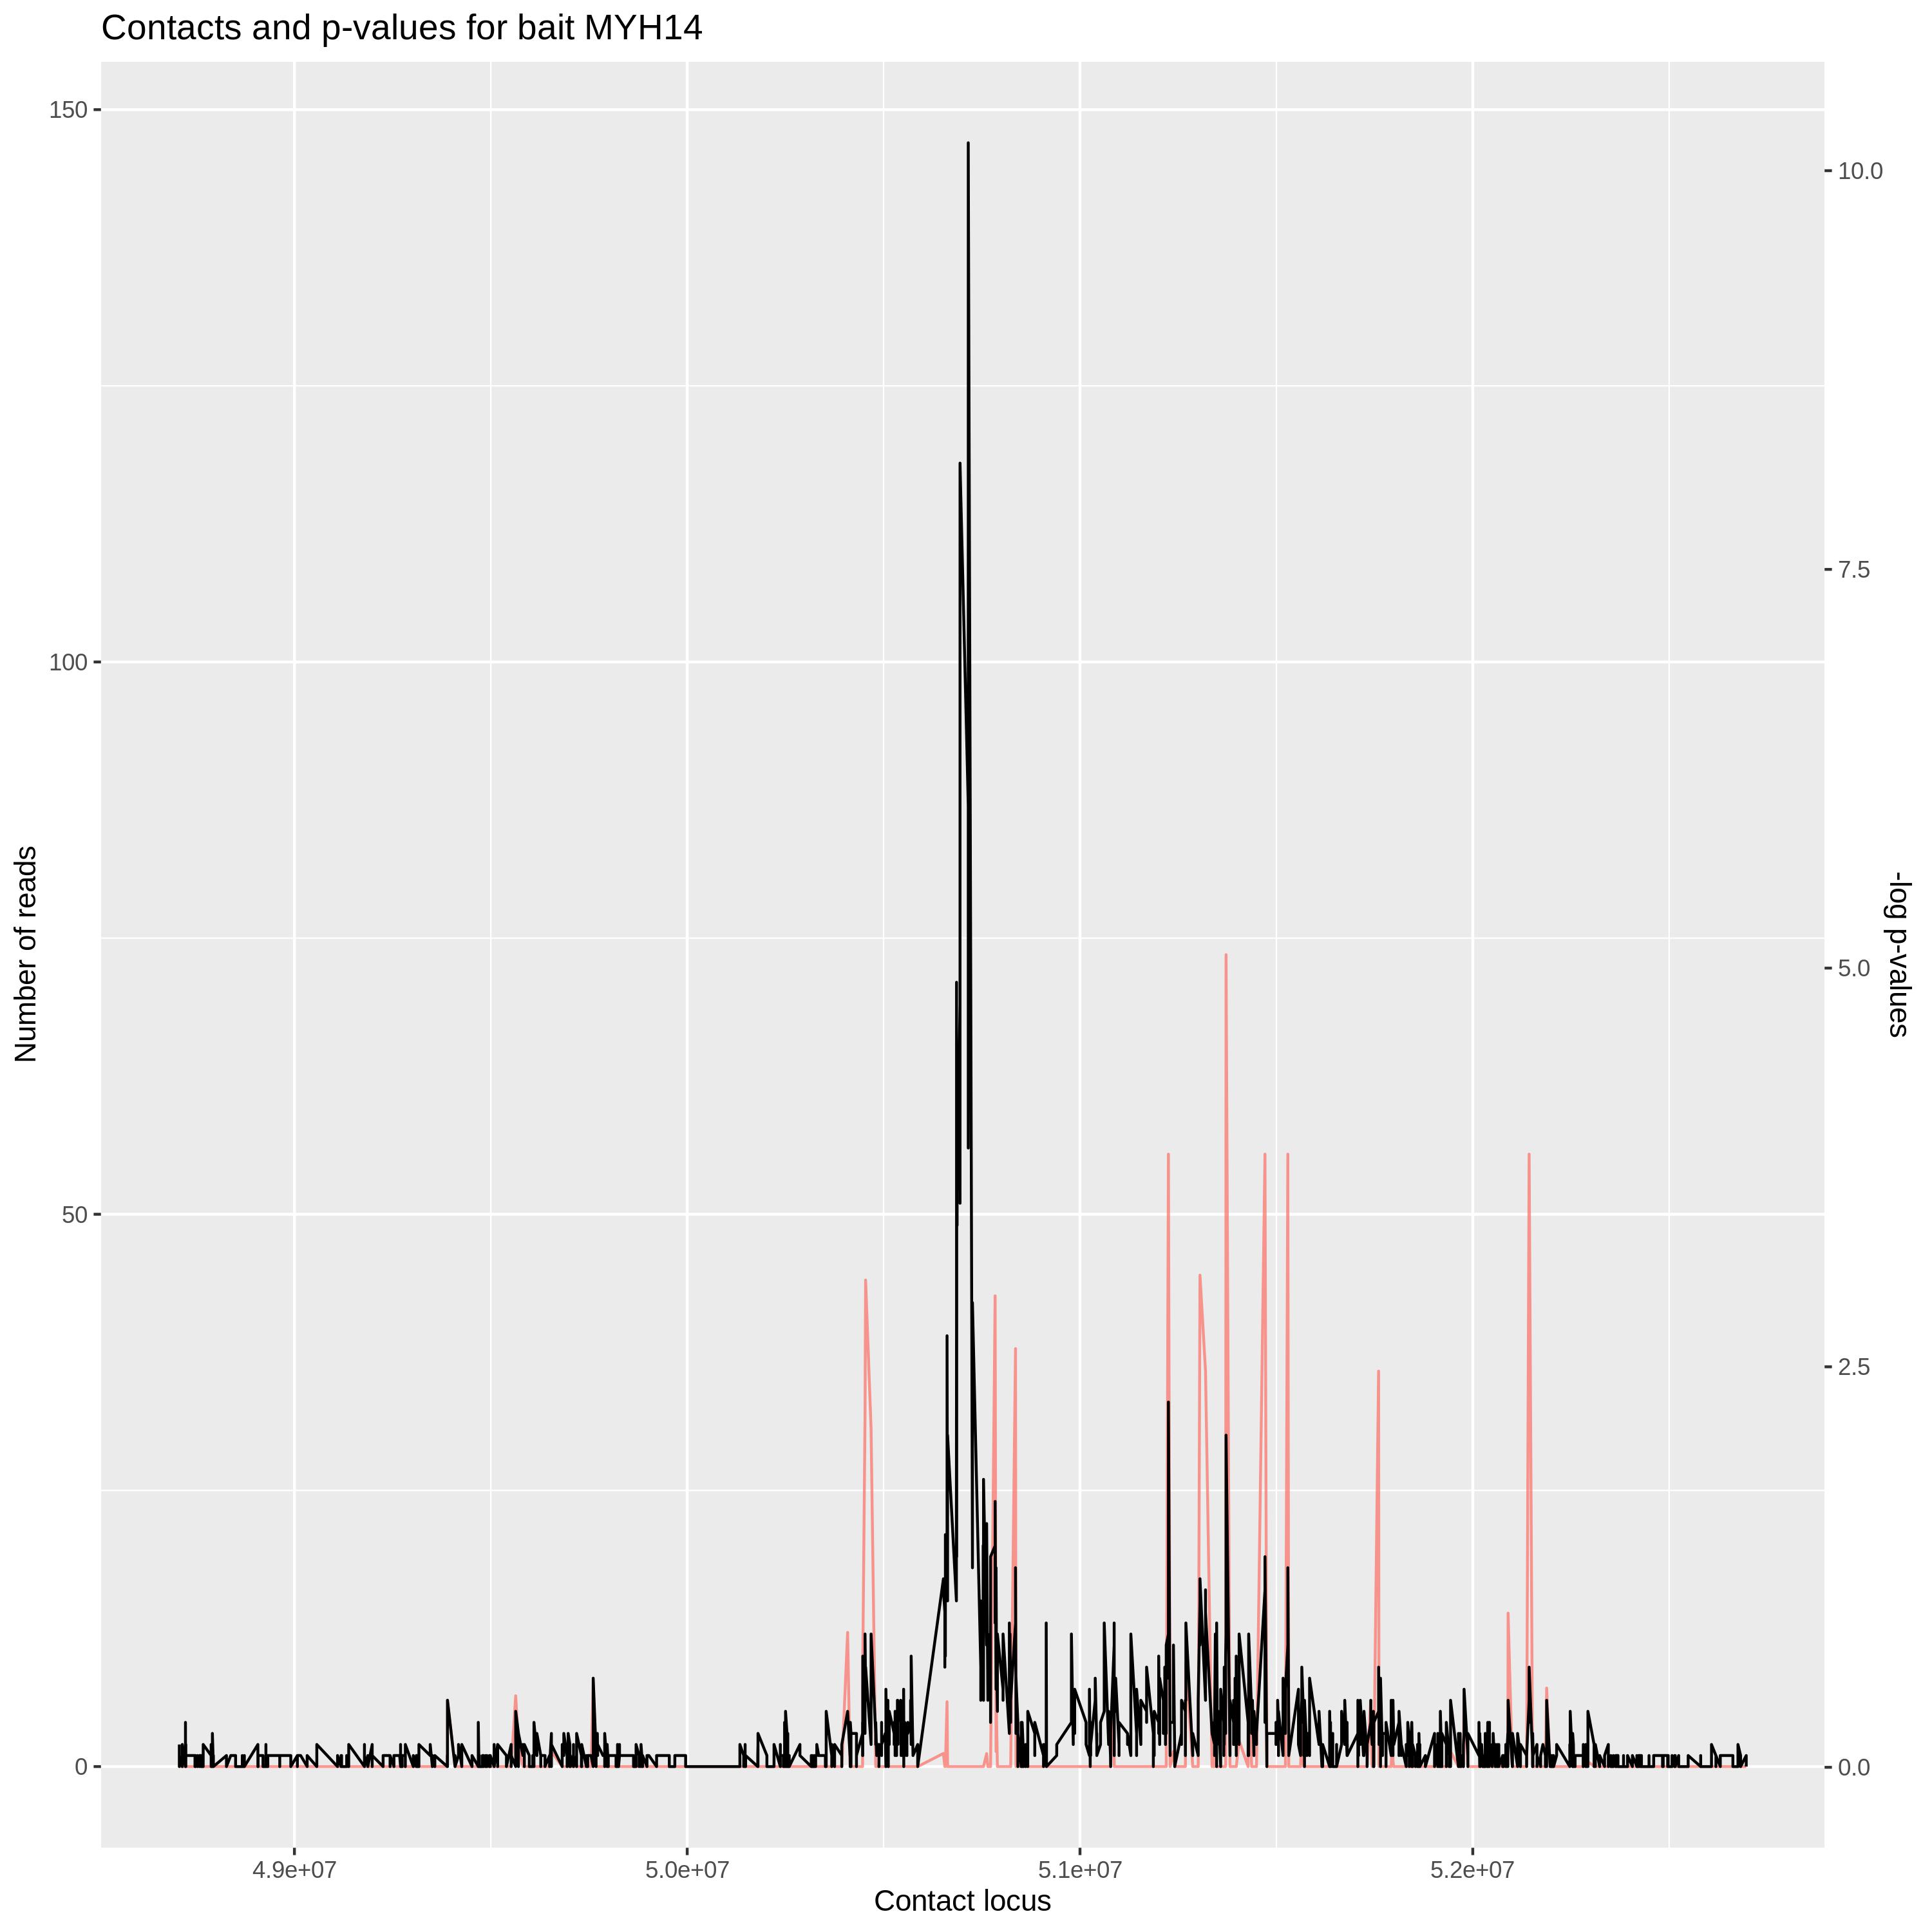 Contacts and p-values for bait MYH14
150
100
50
0
Number of reads
10.0
7.5
5.0
2.5
0.0
-log p-values
4.9e+07
5.0e+07
5.1e+07
5.2e+07
Contact locus